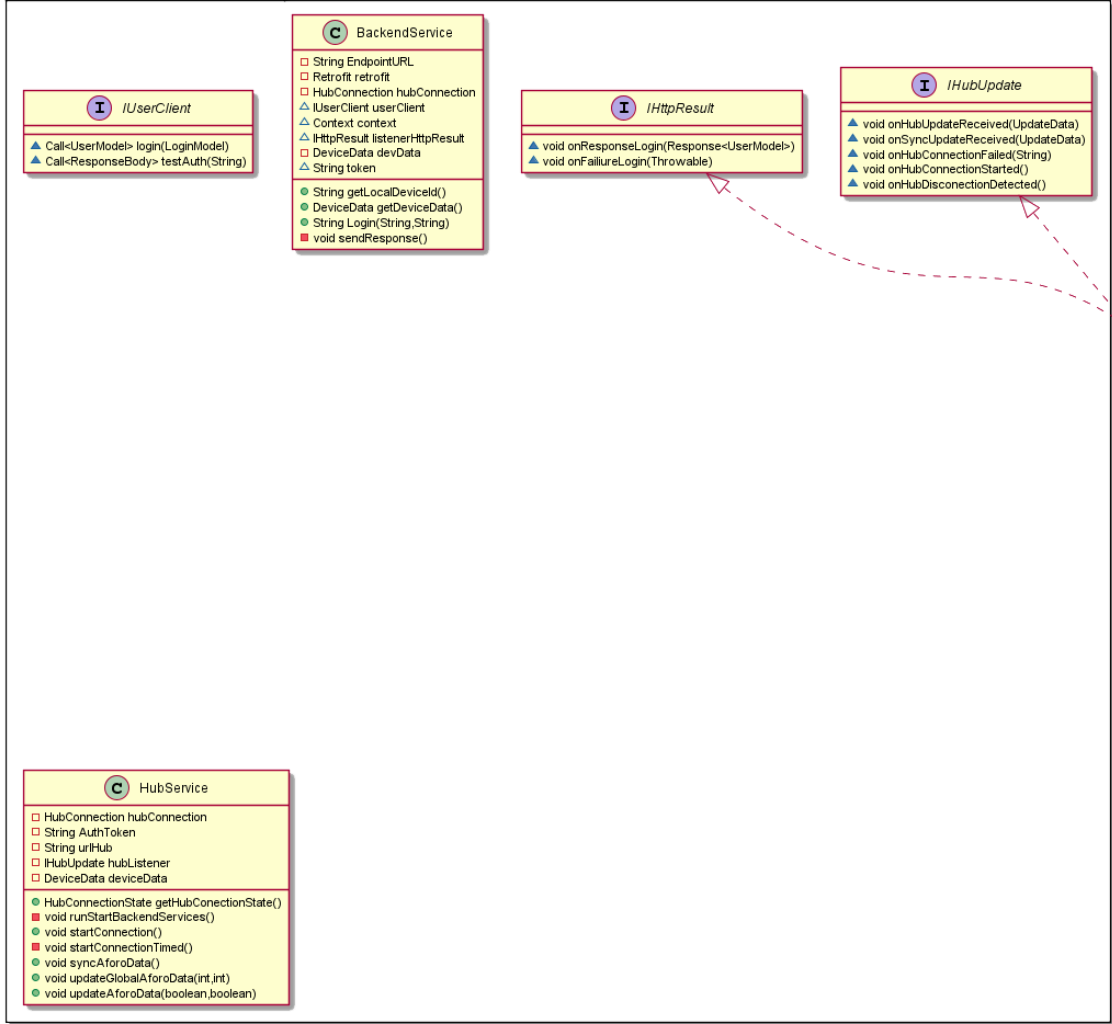 C BackendService
String EndpointURL
Retrofit retrofit
HubConnection hubConnection
IUserClient userClient
Context context
IHttpResult listenerHttpResult
DeviceData devData
String token
String getLocalDeviceId()
DeviceData getDeviceData()
String Login(String,String)
void sendResponse()
I IUserClient
Call<UserModel> login(LoginModel)
Call<ResponseBody> testAuth(String)
I IHttpResult
void onResponseLogin(Response<UserModel>)
void onFailiureLogin(Throwable)
I IHubUpdate
void onHubUpdateReceived(UpdateData)
void onSyncUpdateReceived(UpdateData)
void onHubConnectionFailed(String)
void onHubConnectionStarted()
void onHubDisconectionDetected()
C HubService
HubConnection hubConnection
String AuthToken
String urlHub
IHubUpdate hubListener
DeviceData deviceData
HubConnectionState getHubConectionState()
void runStartBackendServices()
void startConnection()
void startConnectionTimed()
void syncAforoData()
void updateGlobalAforoData(int,int)
void updateAforoData(boolean,boolean)